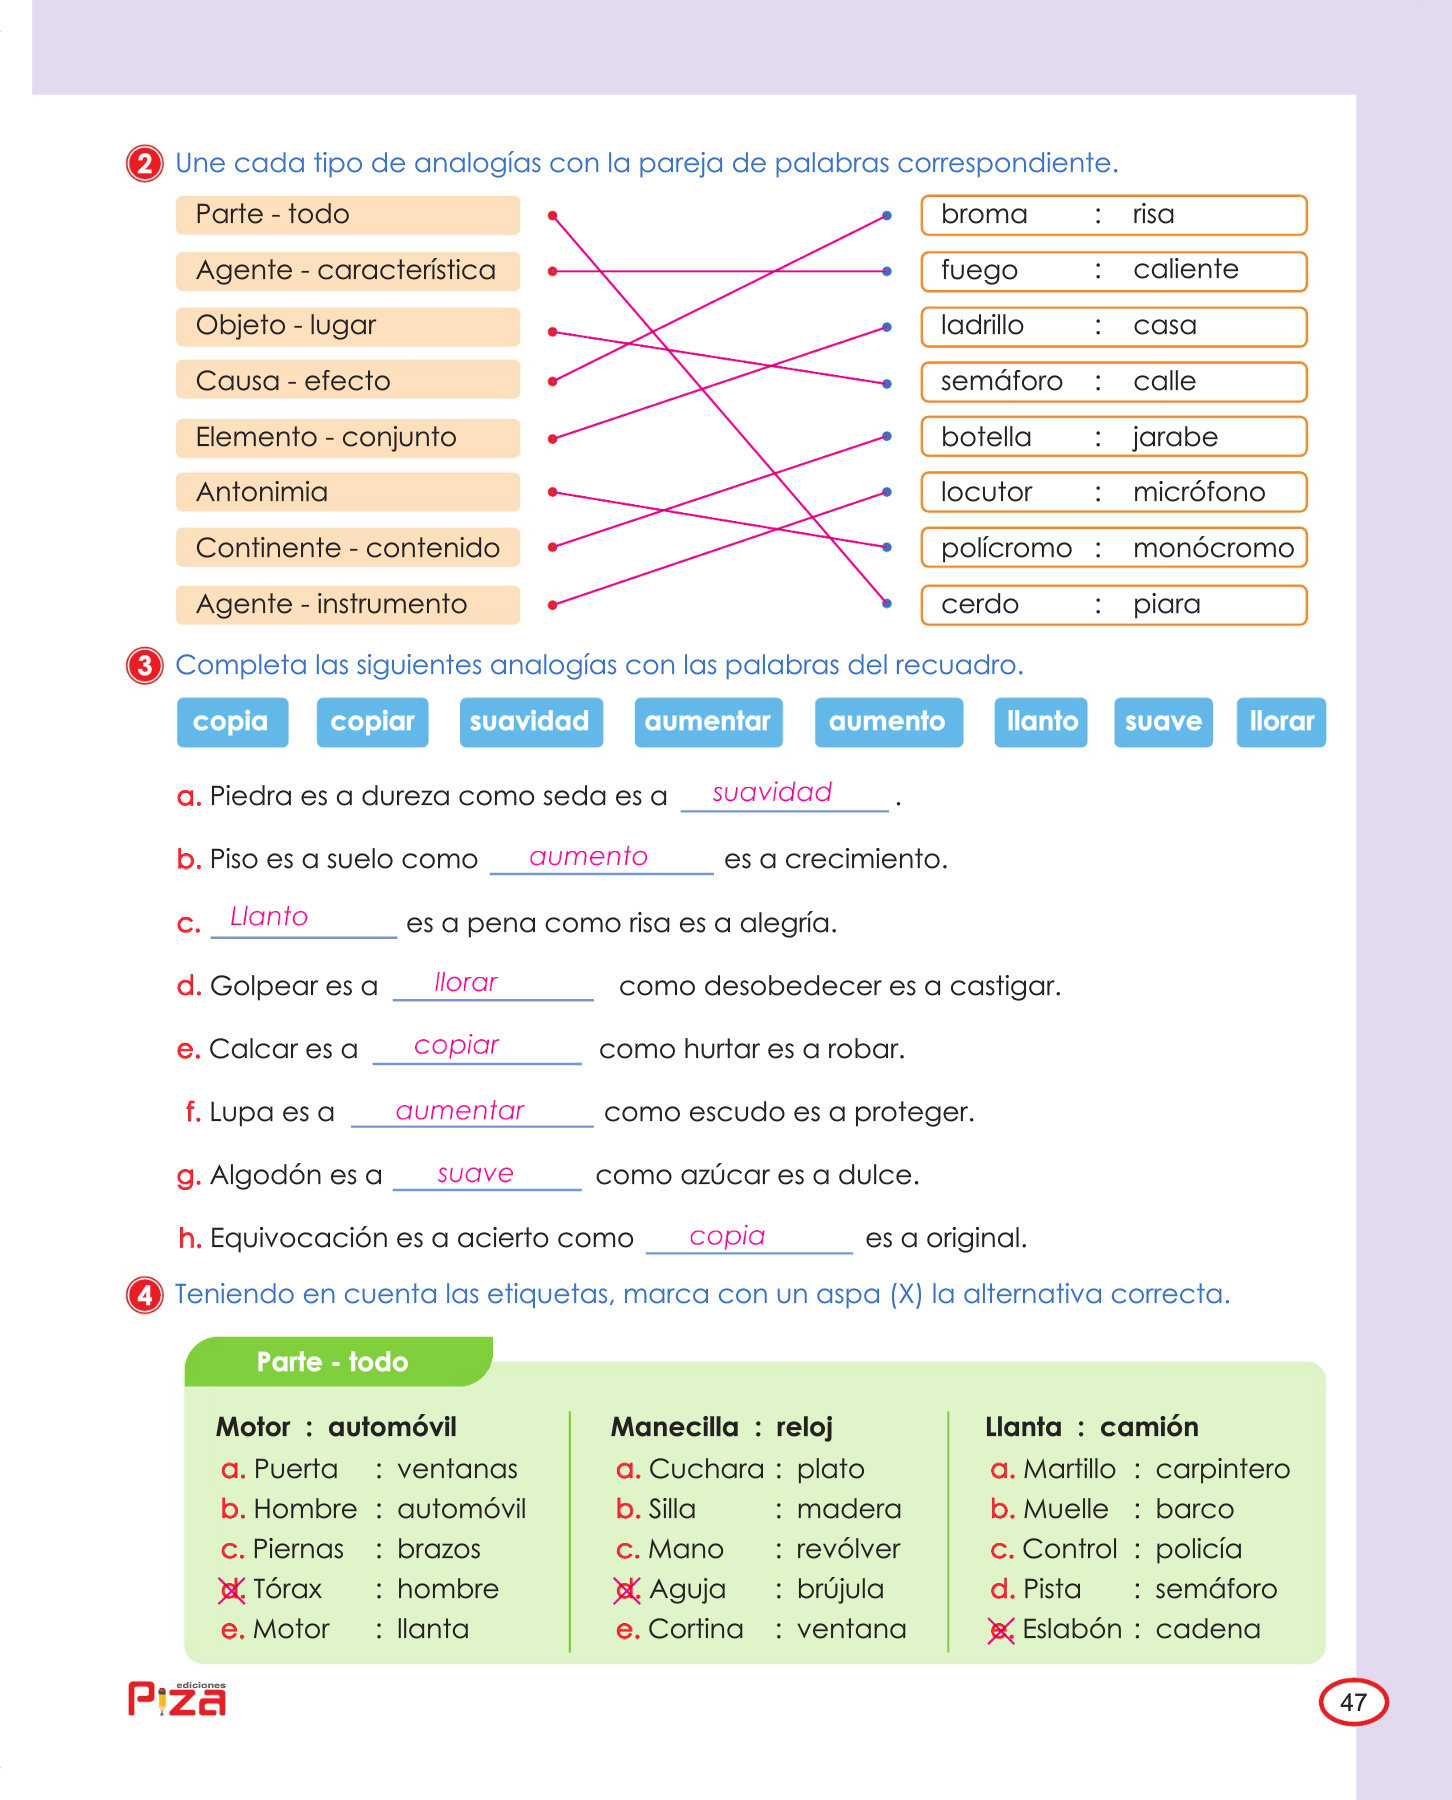 2 Une cada tipo de analogías con la pareja de palabras correspondiente.
Parte - todo broma : risa
Agente - característica fuego : caliente
Objeto - lugar ladrillo : casa
Causa - efecto semáforo : calle
Elemento - conjunto botella : jarabe
Antonimia locutor : micrófono
Continente - contenido polícromo : monócromo
Agente - instrumento cerdo : piara
3 Completa las siguientes analogías con las palabras del recuadro.
copia copiar suavidad aumentar aumento llanto suave llorar
a. Piedra es a dureza como seda es a suavidad.
b. Piso es a suelo como aumento es a crecimiento.
c. Llanto es a pena como risa es a alegría.
d. Golpear es a llorar como desobedecer es a castigar.
e. Calcar es a copiar como hurtar es a robar.
f. Lupa es a aumentar como escudo es a proteger.
g. Algodón es a suave como azúcar es a dulce.
h. Equivocación es a acierto como copia es a original.
4 Teniendo en cuenta las etiquetas, marca con un aspa (X) la alternativa correcta.
Parte - todo
Motor : automóvil
a. Puerta : ventanas
b. Hombre : automóvil
c. Piernas : brazos
d. Tórax : hombre
e. Motor : llanta
Manecilla : reloj
a. Cuchara : plato
b. Silla : madera
c. Mano : revólver
d. Aguja : brújula
e. Cortina : ventana
Llanta : camión
a. Martillo : carpintero
b. Muelle : barco
c. Control : policía
d. Pista : semáforo
e. Eslabón : cadena
ediciones
Piza
47